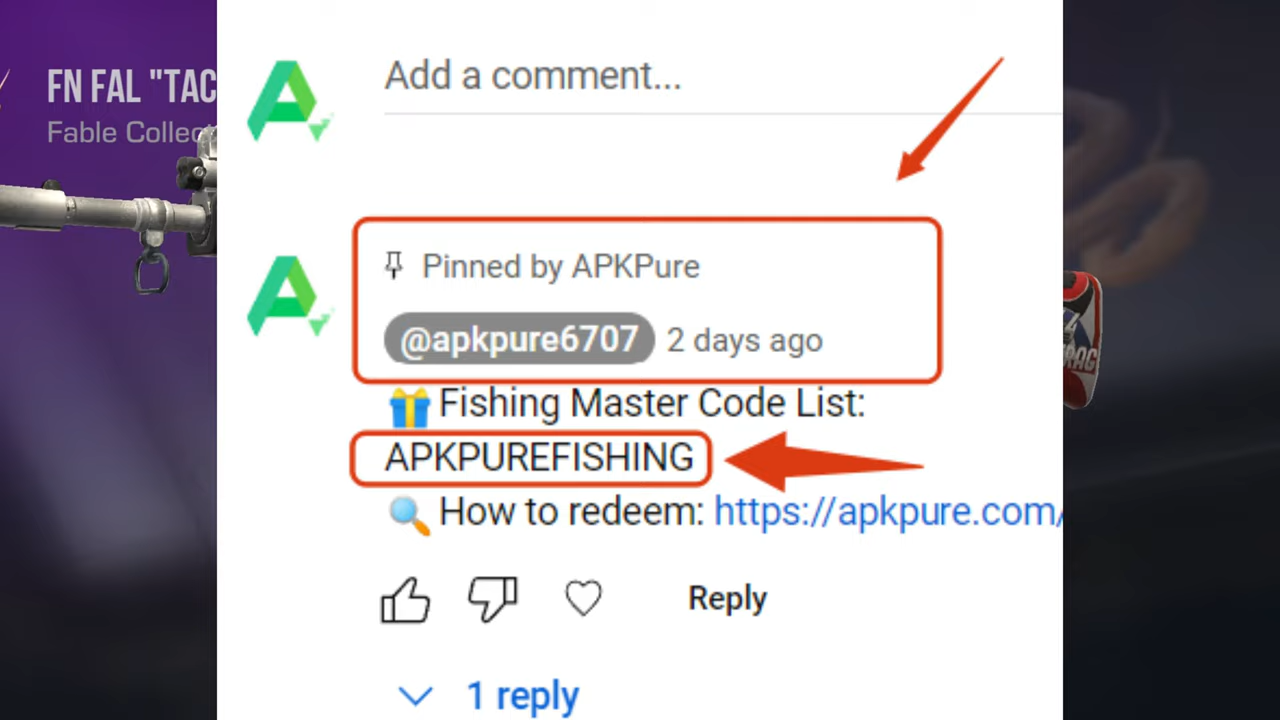 FN FAL "TAC
Fable Collec
Add a comment...
Pinned by APKPure
@apkpure6707 2 days ago
Fishing Master Code List:
APKPUREFISHING
How to redeem: https://apkpure.com/
Reply
1 reply